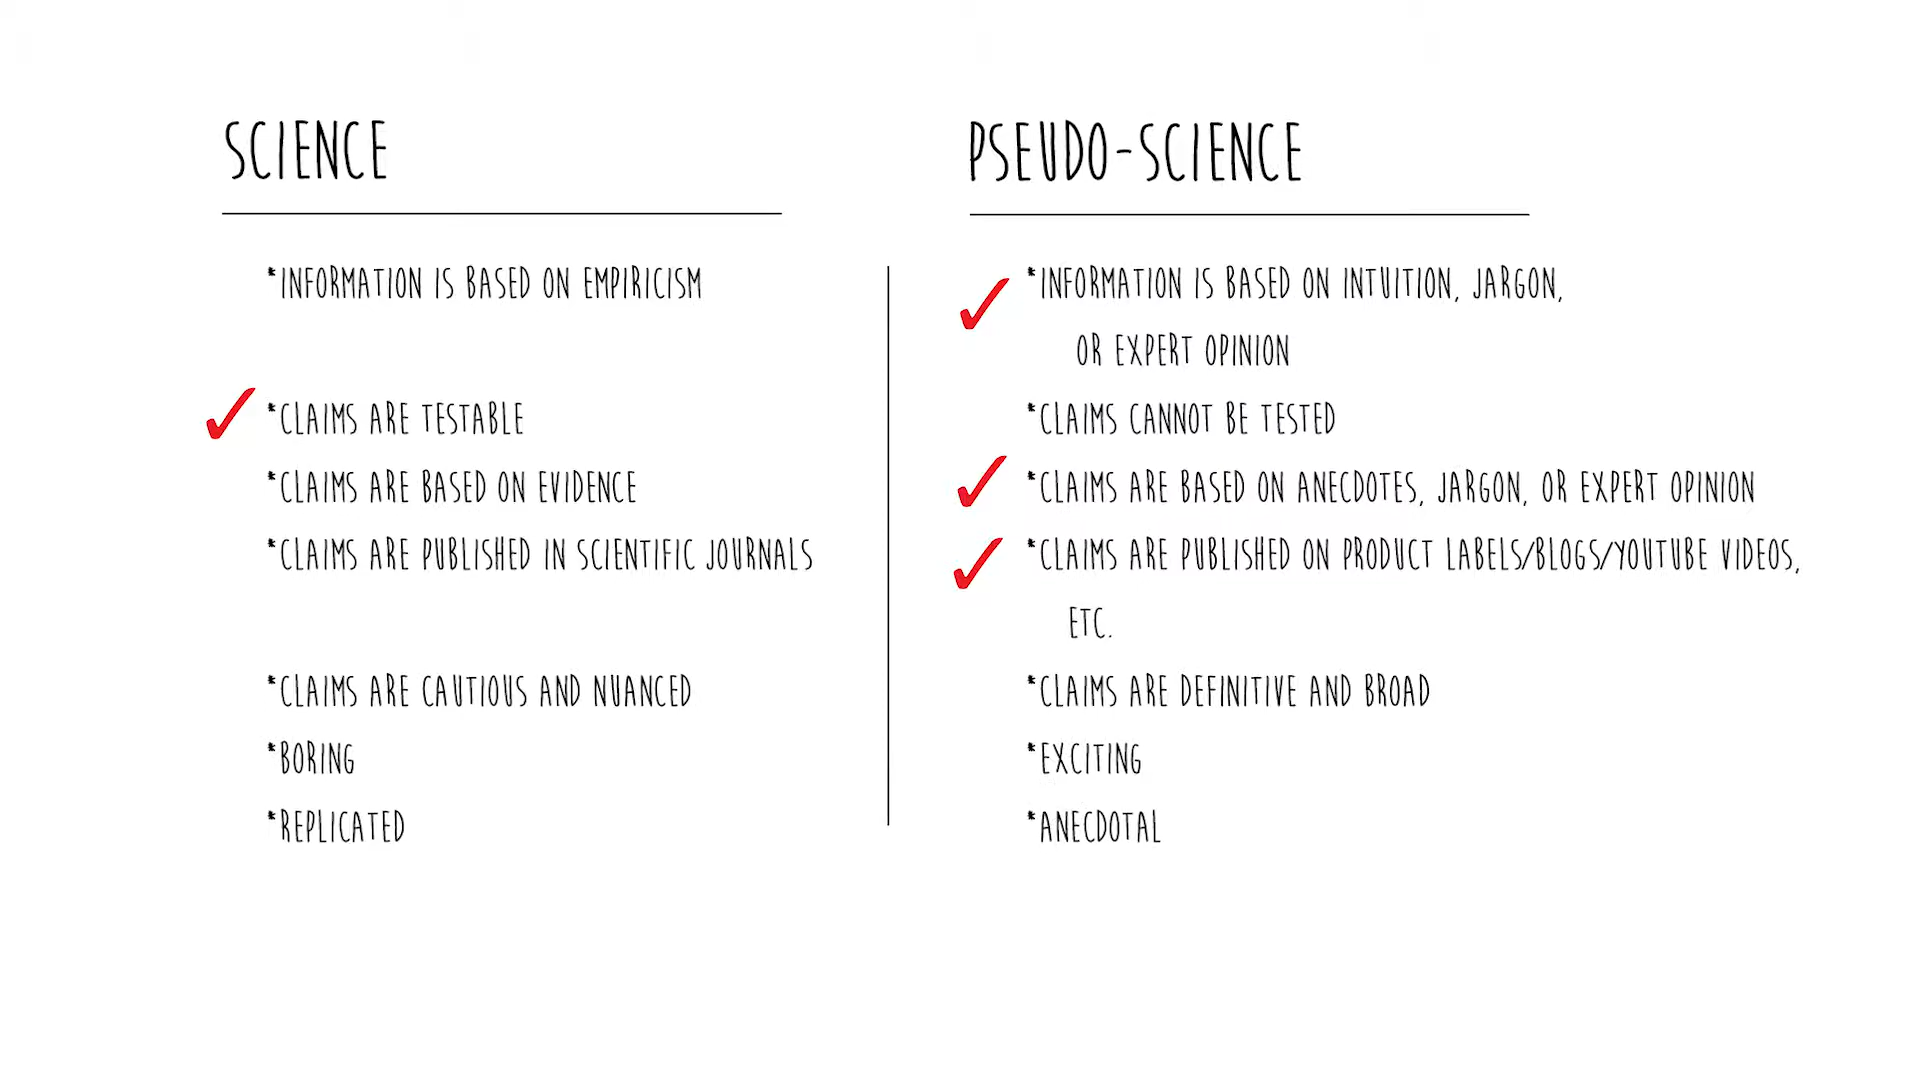 SCIENCE
*INFORMATION IS BASED ON EMPIRICISM
*CLAIMS ARE TESTABLE
*CLAIMS ARE BASED ON EVIDENCE
*CLAIMS ARE PUBLISHED IN SCIENTIFIC JOURNALS
*CLAIMS ARE CAUTIOUS AND NUANCED
*BORING
*REPLICATED
PSEUDO-SCIENCE
*INFORMATION IS BASED ON INTUITION, JARGON,
OR EXPERT OPINION
*CLAIMS CANNOT BE TESTED
*CLAIMS ARE BASED ON ANECDOTES, JARGON, OR EXPERT OPINION
*CLAIMS ARE PUBLISHED ON PRODUCT LABELS/BLOGS/YOUTUBE VIDEOS,
ETC.
*CLAIMS ARE DEFINITIVE AND BROAD
*EXCITING
*ANECDOTAL